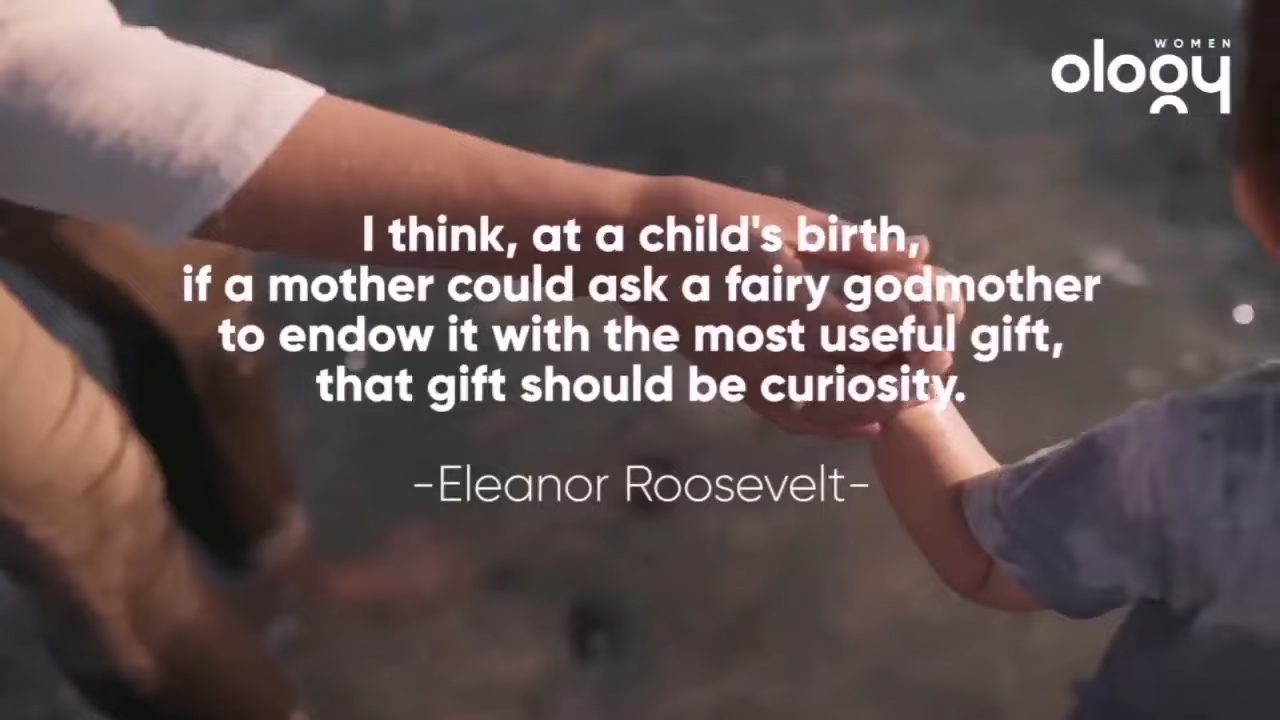 WOMEN
ology
I think, at a child's birth,
if a mother could ask a fairy godmother
to endow it with the most useful gift,
that gift should be curiosity.
-Eleanor Roosevelt-